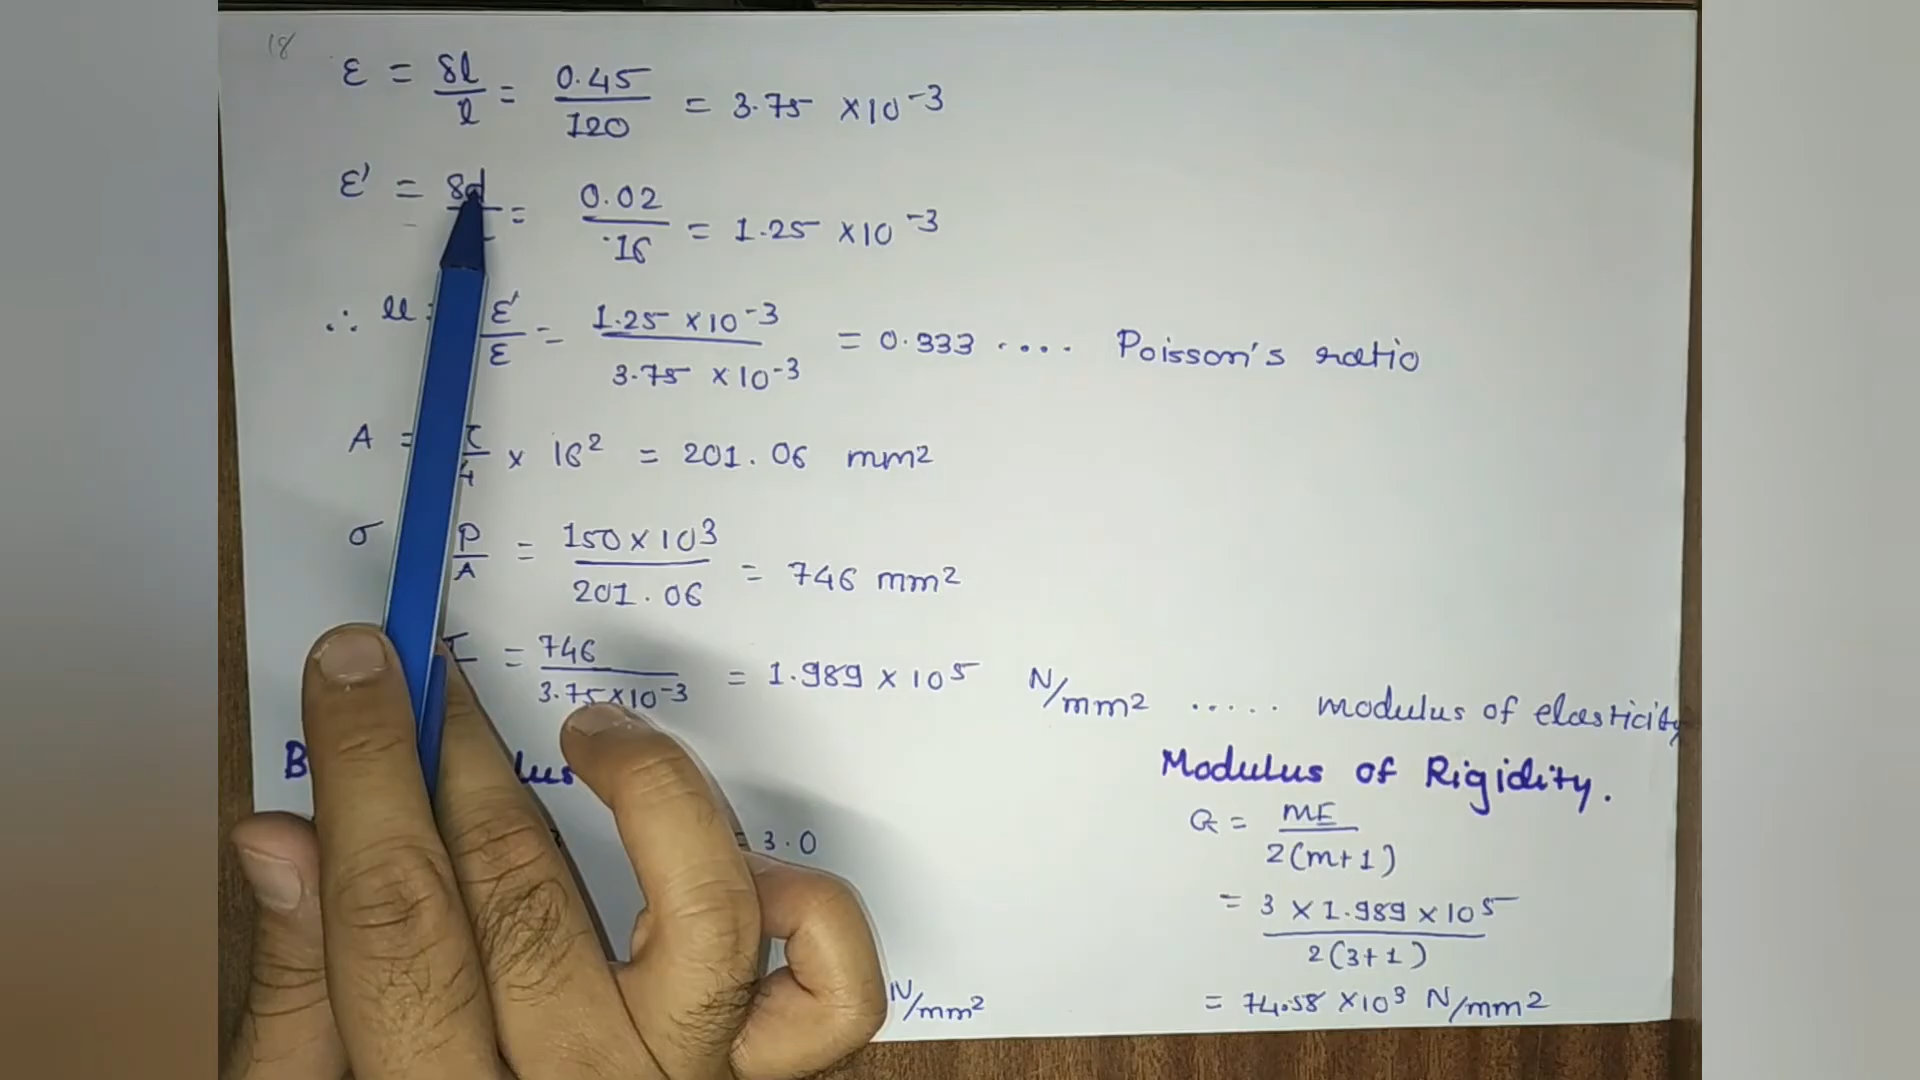 18
ε = δl/l = 0.45/120 = 3.75 ×10⁻³
ε' = δd = 0.02/16 = 1.25 ×10⁻³
∴ μ = ε'/ε = 1.25 ×10⁻³/3.75 ×10⁻³ = 0.333 .... Poisson's ratio
A = π/4 × 16² = 201.06 mm²
σ P/A = 150×10³/201.06 = 746 mm²
= 746/3.75×10⁻³ = 1.989 × 10⁵ N/mm² ..... modulus of elasticity
Modulus of Rigidity.
= 3.0
G = mE/2(m+1)
= 3 × 1.989 × 10⁵/2(3+1)
N/mm²
= 74.58 ×10³ N/mm²